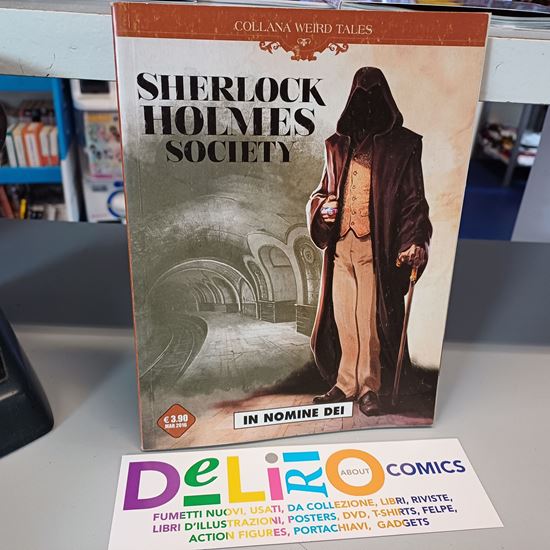 COLLANA WEIRD TALES
SHERLOCK
HOLMES
SOCIETY
€ 3.90
MAR 2016
IN NOMINE DEI
DeLiRiO ABOUT COMICS
FUMETTI NUOVI, USATI, DA COLLEZIONE, LIBRI, RIVISTE,
LIBRI D'ILLUSTRAZIONI, POSTERS, DVD, T-SHIRTS, FELPE,
ACTION FIGURES, PORTACHIAVI, GADGETS